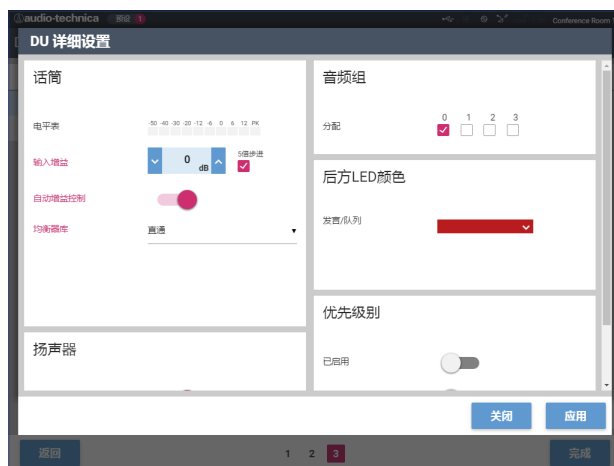 audio-technica 预设 1
Conference Room
DU 详细设置
话筒
电平表
-50 -40 -30 -20 -12 -6 0 6 12 PK
输入增益
0 dB
5倍步进
自动增益控制
均衡器库
直通
扬声器
音频组
分配
0 1 2 3
后方LED颜色
发言/队列
优先级别
已启用
关闭
应用
返回
1 2 3
完成